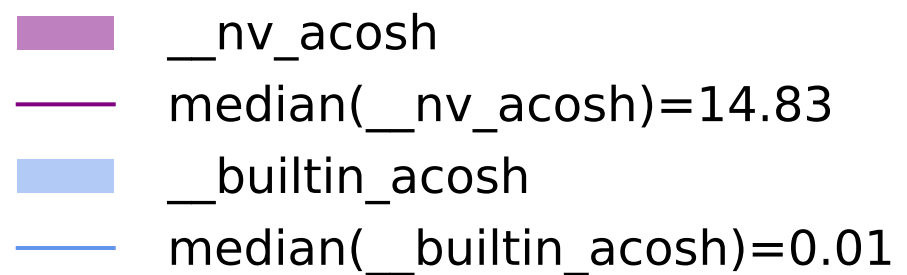 __nv_acosh
median(__nv_acosh)=14.83
__builtin_acosh
median(__builtin_acosh)=0.01